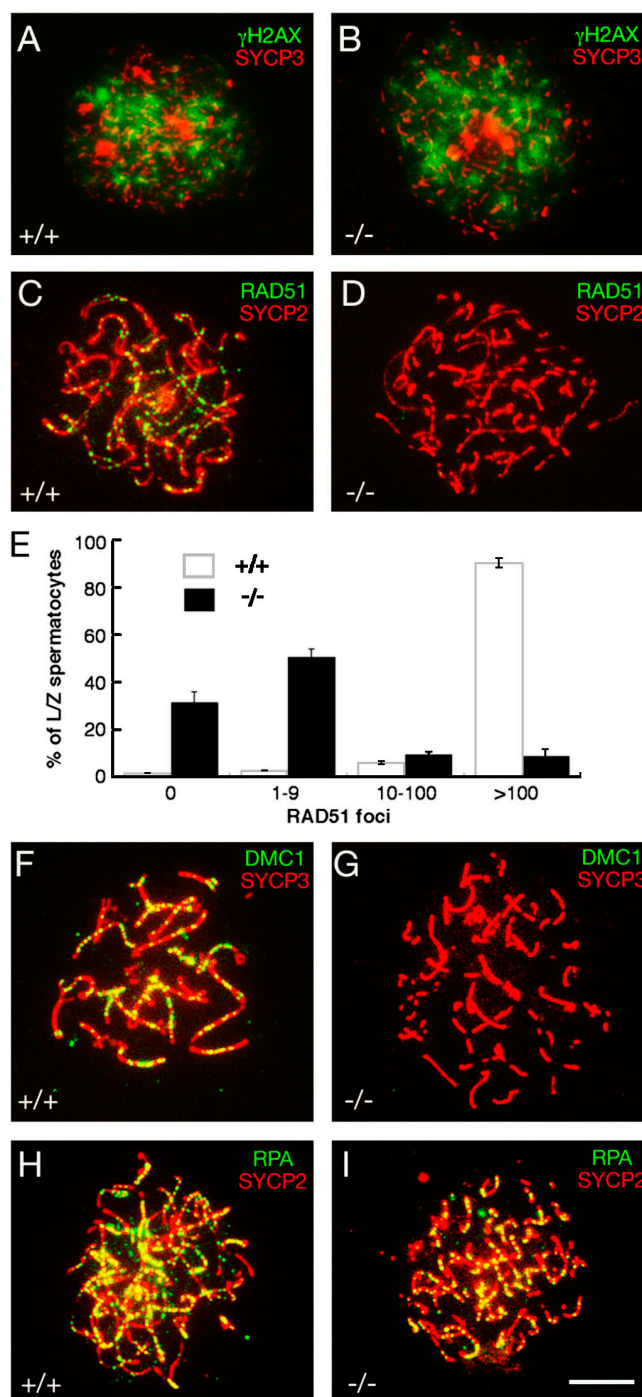 A
γH2AX
SYCP3
+/+
B
γH2AX
SYCP3
-/-
C
RAD51
SYCP2
+/+
D
RAD51
SYCP2
-/-
E
% of L/Z spermatocytes
100
80
60
40
20
0
+/+
-/-
0 1-9 10-100 >100
RAD51 foci
F
DMC1
SYCP3
+/+
G
DMC1
SYCP3
-/-
H
RPA
SYCP2
+/+
I
RPA
SYCP2
-/-